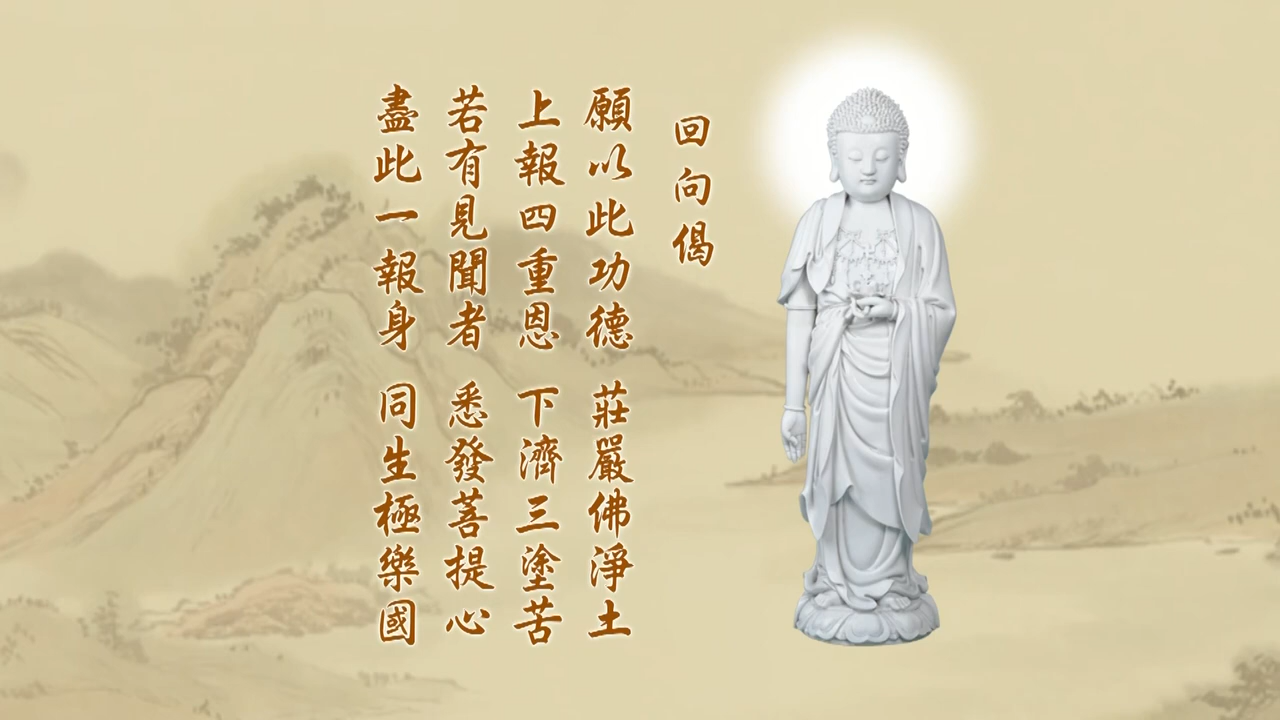 回向偈
願以此功德 莊嚴佛淨土
上報四重恩 下濟三塗苦
若有見聞者 悉發菩提心
盡此一報身 同生極樂國